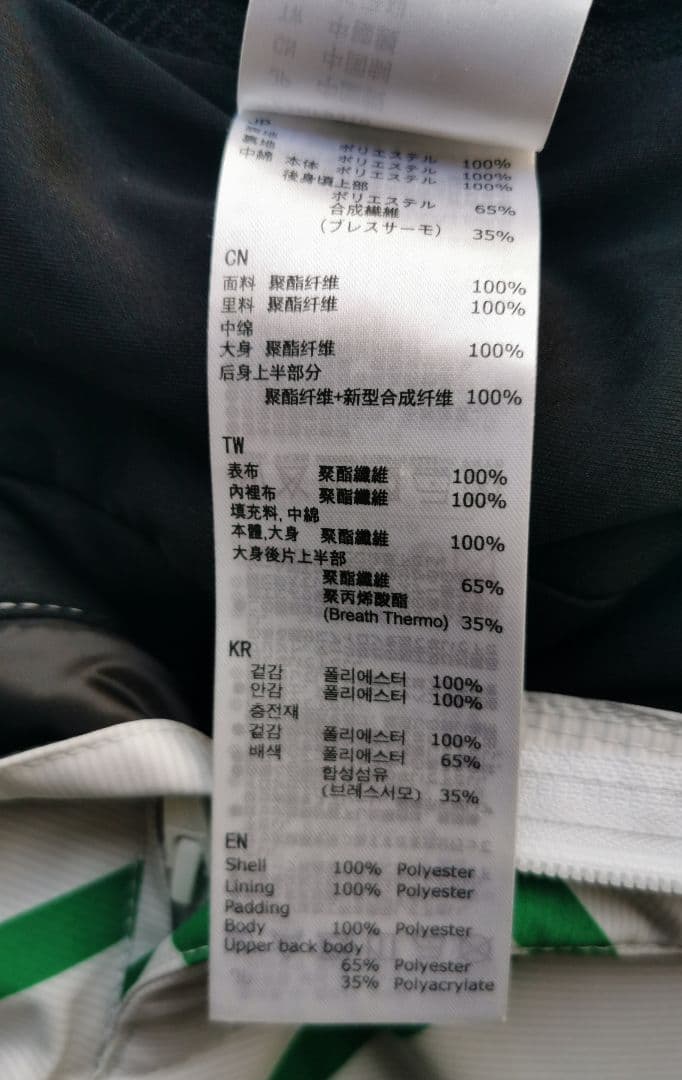 JP
表地 ポリエステル 100%
裏地 ポリエステル 100%
中綿 本体 ポリエステル 100%
後身頃上部
ポリエステル 65%
合成繊維
(ブレスサーモ) 35%
CN
面料 聚酯纤维 100%
里料 聚酯纤维 100%
中绵
大身 聚酯纤维 100%
后身上半部分
聚酯纤维+新型合成纤维 100%
TW
表布 聚酯纖維 100%
內裡布 聚酯纖維 100%
填充料,中綿
本體,大身 聚酯纖維 100%
大身後片上半部
聚酯纖維 65%
聚丙烯酸酯
(Breath Thermo) 35%
KR
겉감 폴리에스터 100%
안감 폴리에스터 100%
충전재
겉감 폴리에스터 100%
배색 폴리에스터 65%
합성섬유
(브레스서모) 35%
EN
Shell 100% Polyester
Lining 100% Polyester
Padding
Body 100% Polyester
Upper back body
65% Polyester
35% Polyacrylate